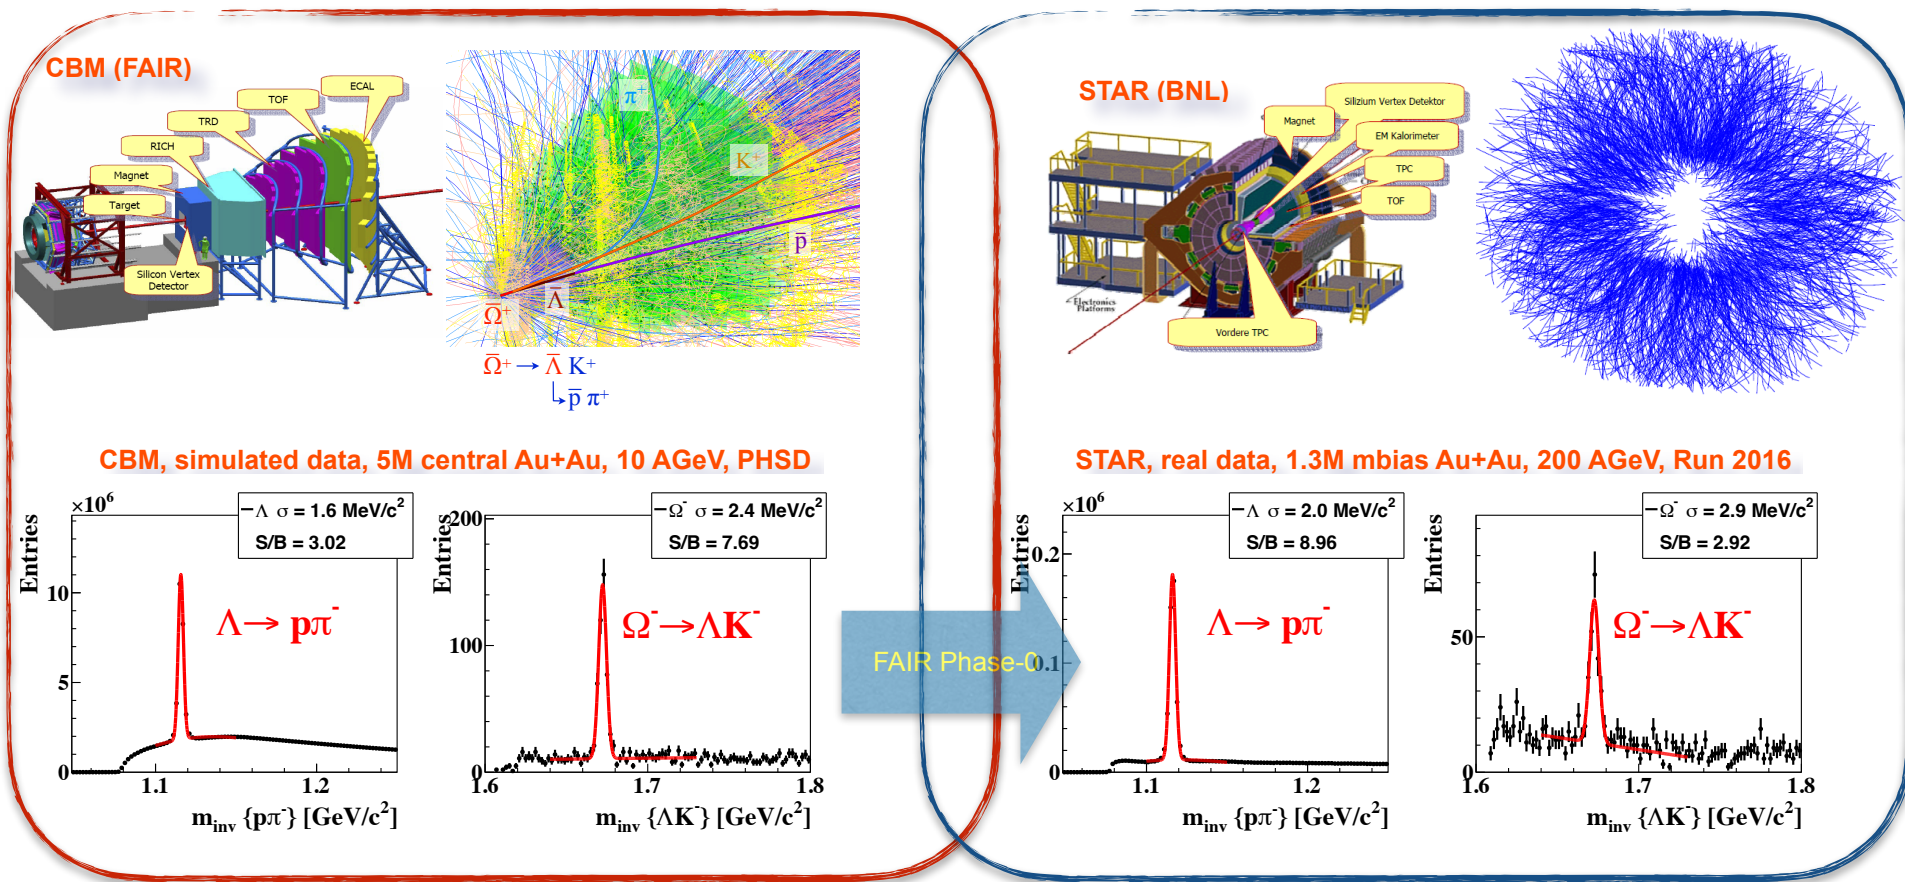 CBM (FAIR)
ECAL
TOF
TRD
RICH
Magnet
Target
Silicon Vertex
Detector
π⁺
K⁺
p̅
Λ̅
Ω̅⁺
Ω̅⁺ → Λ̅ K⁺
↳ p̅ π⁺
STAR (BNL)
Silizium Vertex Detektor
Magnet
EM Kalorimeter
TPC
TOF
Electronics
Platforms
Vordere TPC
CBM, simulated data, 5M central Au+Au, 10 AGeV, PHSD
×10⁶
Entries
Λ σ = 1.6 MeV/c²
S/B = 3.02
Λ → pπ⁻
10
5
0
1.1
1.2
m_inv {pπ⁻} [GeV/c²]
Entries
Ω⁻ σ = 2.4 MeV/c²
S/B = 7.69
Ω⁻ → ΛK⁻
200
100
0
1.6
1.7
1.8
m_inv {ΛK⁻} [GeV/c²]
FAIR Phase-0
STAR, real data, 1.3M mbias Au+Au, 200 AGeV, Run 2016
×10⁶
Entries
Λ σ = 2.0 MeV/c²
S/B = 8.96
Λ → pπ⁻
0.2
0.1
0
1.1
1.2
m_inv {pπ⁻} [GeV/c²]
Entries
Ω⁻ σ = 2.9 MeV/c²
S/B = 2.92
Ω⁻ → ΛK⁻
50
0
1.6
1.7
1.8
m_inv {ΛK⁻} [GeV/c²]